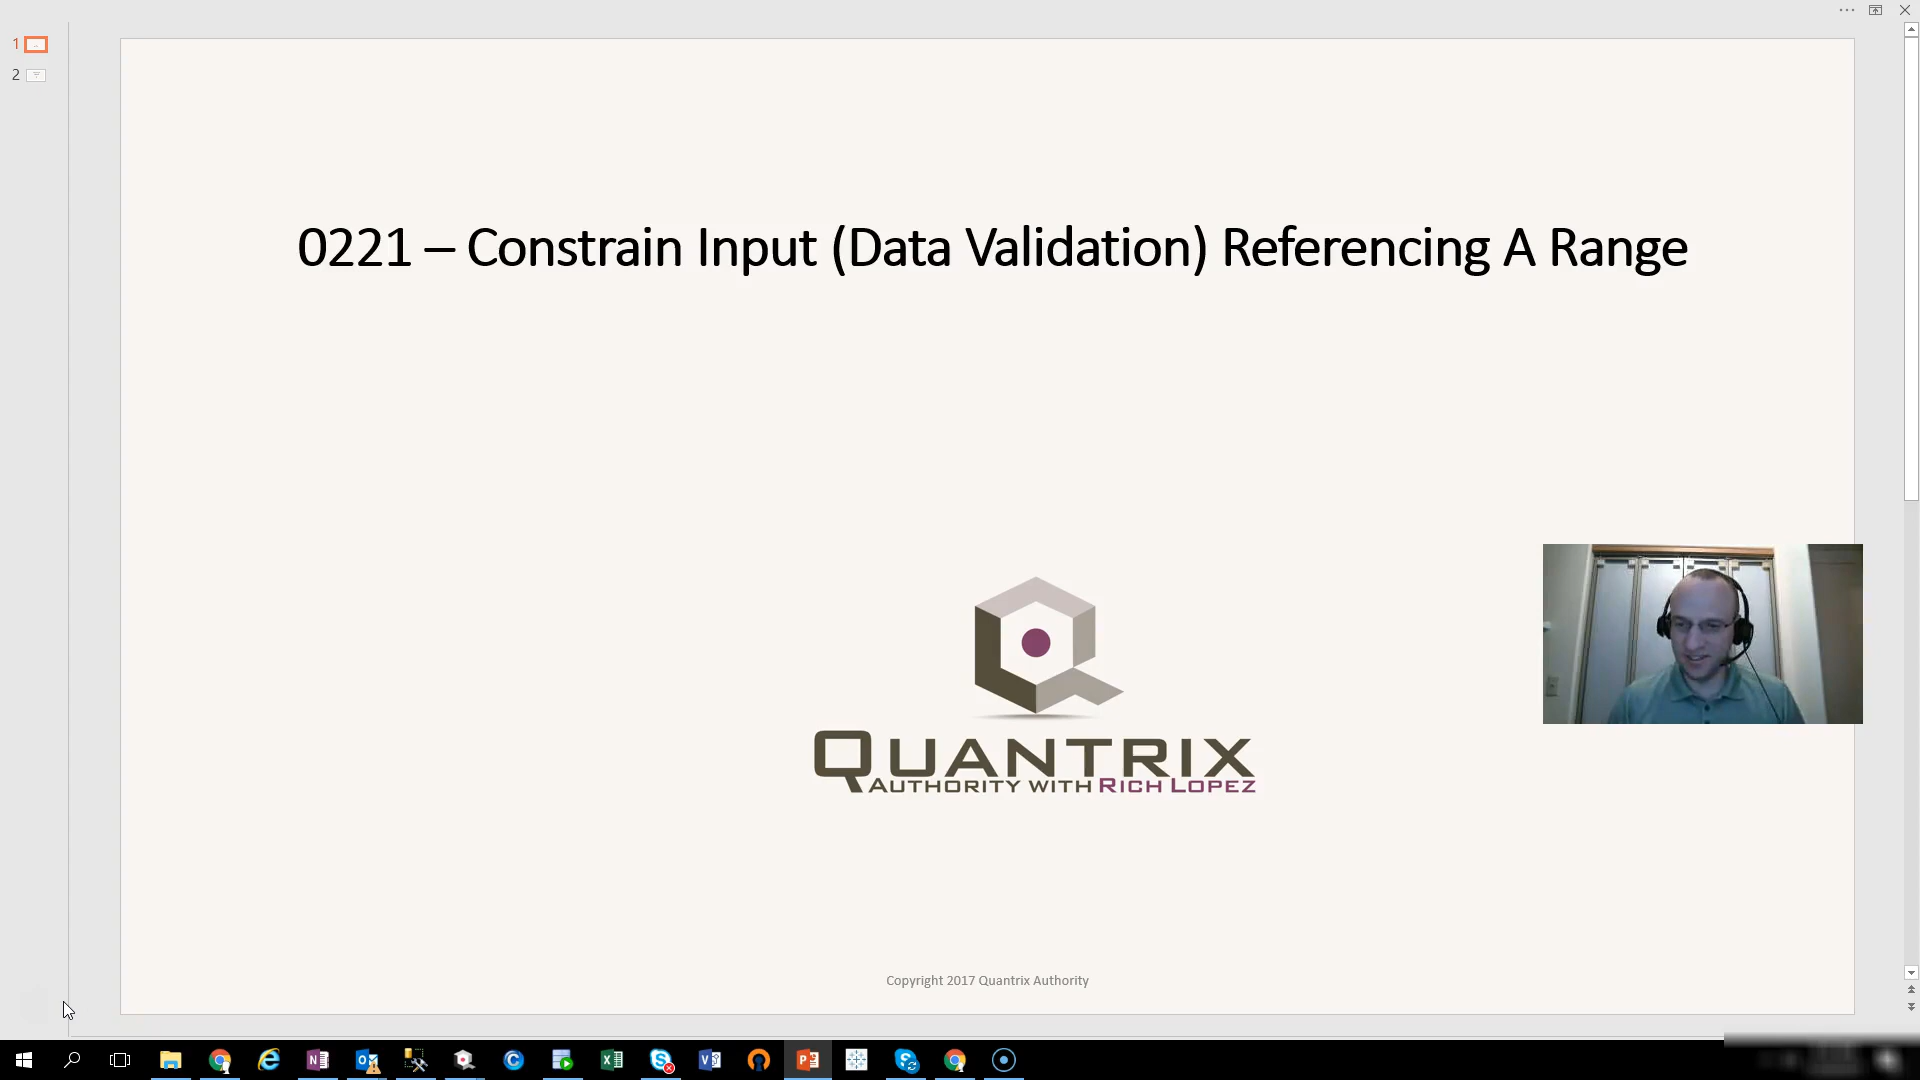 1
2
0221 – Constrain Input (Data Validation) Referencing A Range
QUANTRIX
AUTHORITY WITH RICH LOPEZ
Copyright 2017 Quantrix Authority